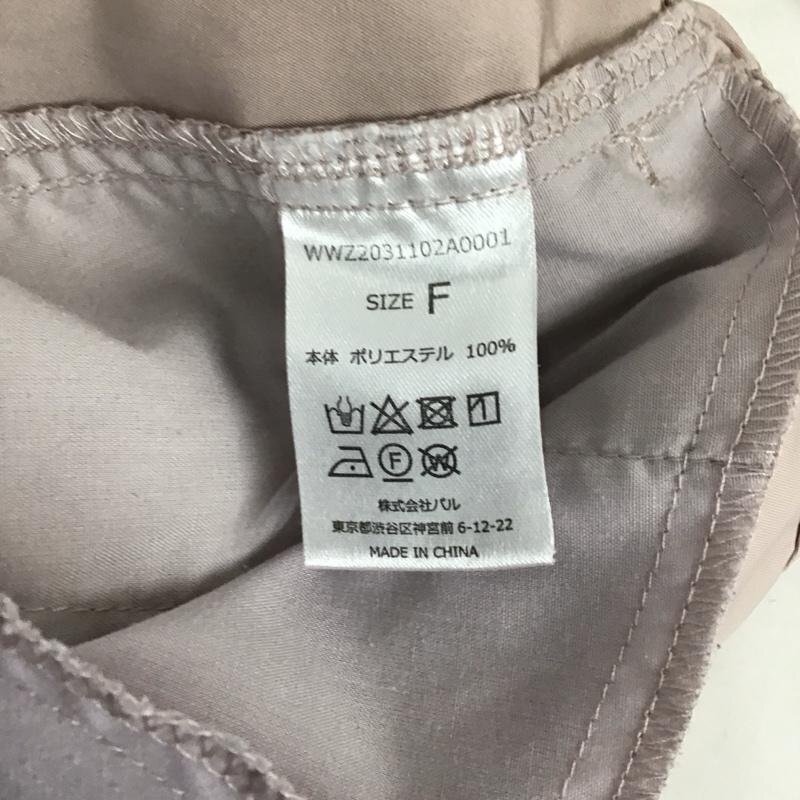 WWZ2031102A0001
SIZE F
本体 ポリエステル 100%
F W
株式会社パル
東京都渋谷区神宮前 6-12-22
MADE IN CHINA